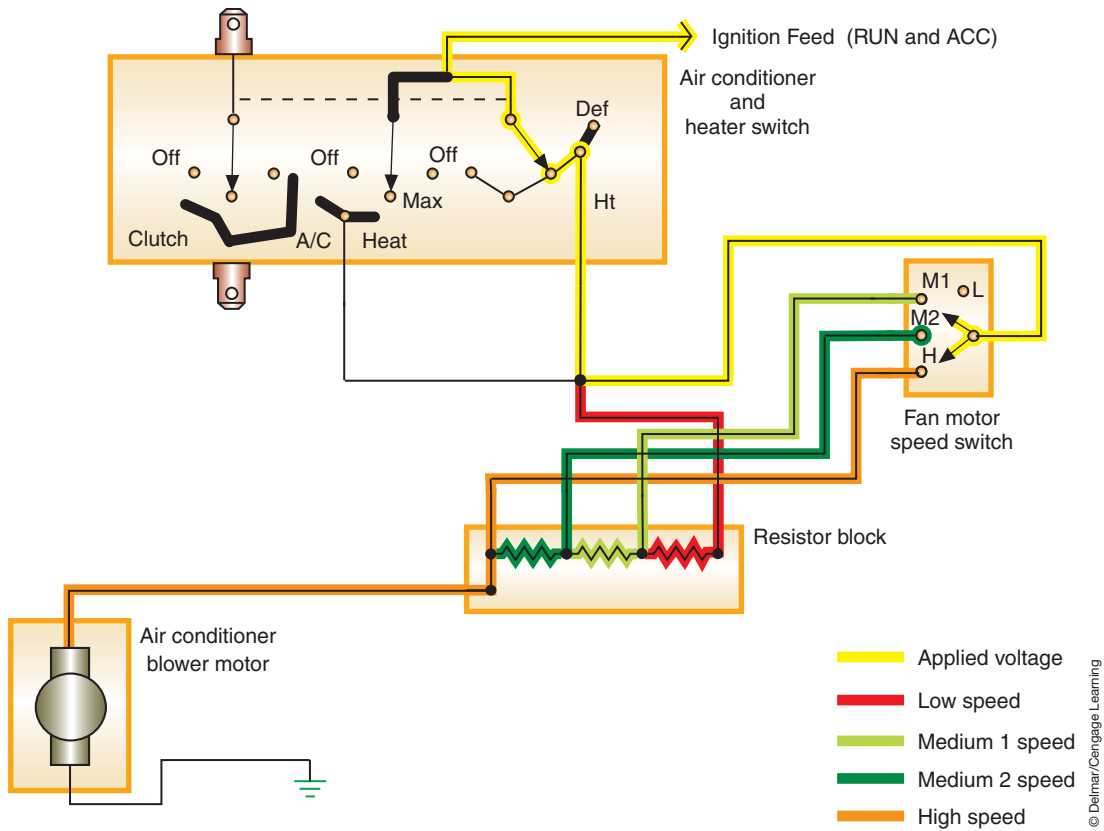 Ignition Feed (RUN and ACC)
Air conditioner
and
heater switch
Def
Off
Off
Off
Max
Ht
Clutch
A/C
Heat
M1
L
M2
H
Fan motor
speed switch
Resistor block
Air conditioner
blower motor
Applied voltage
Low speed
Medium 1 speed
Medium 2 speed
High speed
© Delmar/Cengage Learning